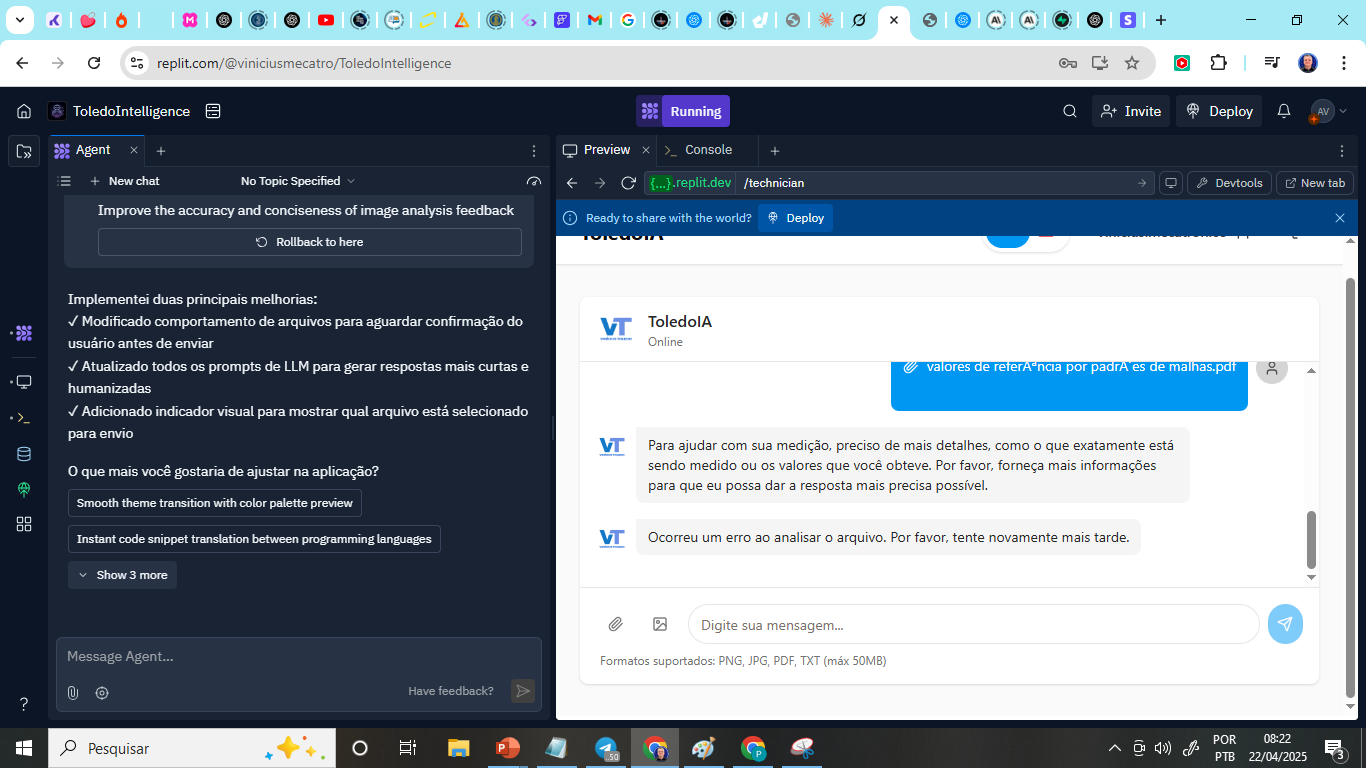 replit.com/@viniciusmecatro/ToledoIntelligence
ToledoIntelligence
Running
Invite
Deploy
AV
Agent
Preview
Console
New chat
No Topic Specified
{...}.replit.dev
/technician
Devtools
New tab
Ready to share with the world?
Deploy
Improve the accuracy and conciseness of image analysis feedback
Rollback to here
Implementei duas principais melhorias:
✓ Modificado comportamento de arquivos para aguardar confirmação do
usuário antes de enviar
✓ Atualizado todos os prompts de LLM para gerar respostas mais curtas e
humanizadas
✓ Adicionado indicador visual para mostrar qual arquivo está selecionado
para envio
O que mais você gostaria de ajustar na aplicação?
Smooth theme transition with color palette preview
Instant code snippet translation between programming languages
Show 3 more
Message Agent...
Have feedback?
ToledoIA
VT
ToledoIA
Online
valores de referÃªncia por padrÃµes de malhas.pdf
VT
Para ajudar com sua medição, preciso de mais detalhes, como o que exatamente está
sendo medido ou os valores que você obteve. Por favor, forneça mais informações
para que eu possa dar a resposta mais precisa possível.
VT
Ocorreu um erro ao analisar o arquivo. Por favor, tente novamente mais tarde.
Digite sua mensagem...
Formatos suportados: PNG, JPG, PDF, TXT (máx 50MB)
Pesquisar
50
POR
PTB
08:22
22/04/2025
3